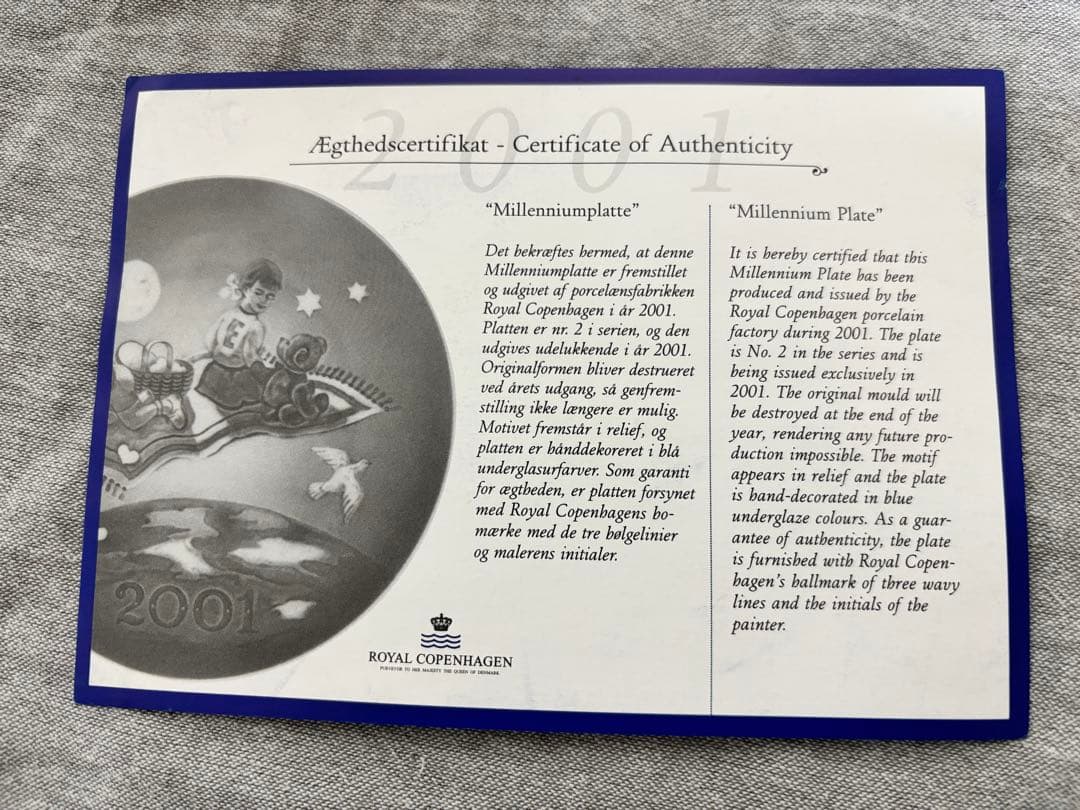 2001
Ægthedscertifikat - Certificate of Authenticity
"Millenniumplatte"
Det bekræftes hermed, at denne
Millenniumplatte er fremstillet
og udgivet af porcelænsfabrikken
Royal Copenhagen i år 2001.
Platten er nr. 2 i serien, og den
udgives udelukkende i år 2001.
Originalformen bliver destrueret
ved årets udgang, så genfrem-
stilling ikke længere er mulig.
Motivet fremstår i relief, og
platten er hånddekoreret i blå
underglasurfarver. Som garanti
for ægtheden, er platten forsynet
med Royal Copenhagens bo-
mærke med de tre bølgelinier
og malerens initialer.
"Millennium Plate"
It is hereby certified that this
Millennium Plate has been
produced and issued by the
Royal Copenhagen porcelain
factory during 2001. The plate
is No. 2 in the series and is
being issued exclusively in
2001. The original mould will
be destroyed at the end of the
year, rendering any future pro-
duction impossible. The motif
appears in relief and the plate
is hand-decorated in blue
underglaze colours. As a guar-
antee of authenticity, the plate
is furnished with Royal Copen-
hagen's hallmark of three wavy
lines and the initials of the
painter.
E
2001
ROYAL COPENHAGEN
PURVEYOR TO HER MAJESTY THE QUEEN OF DENMARK